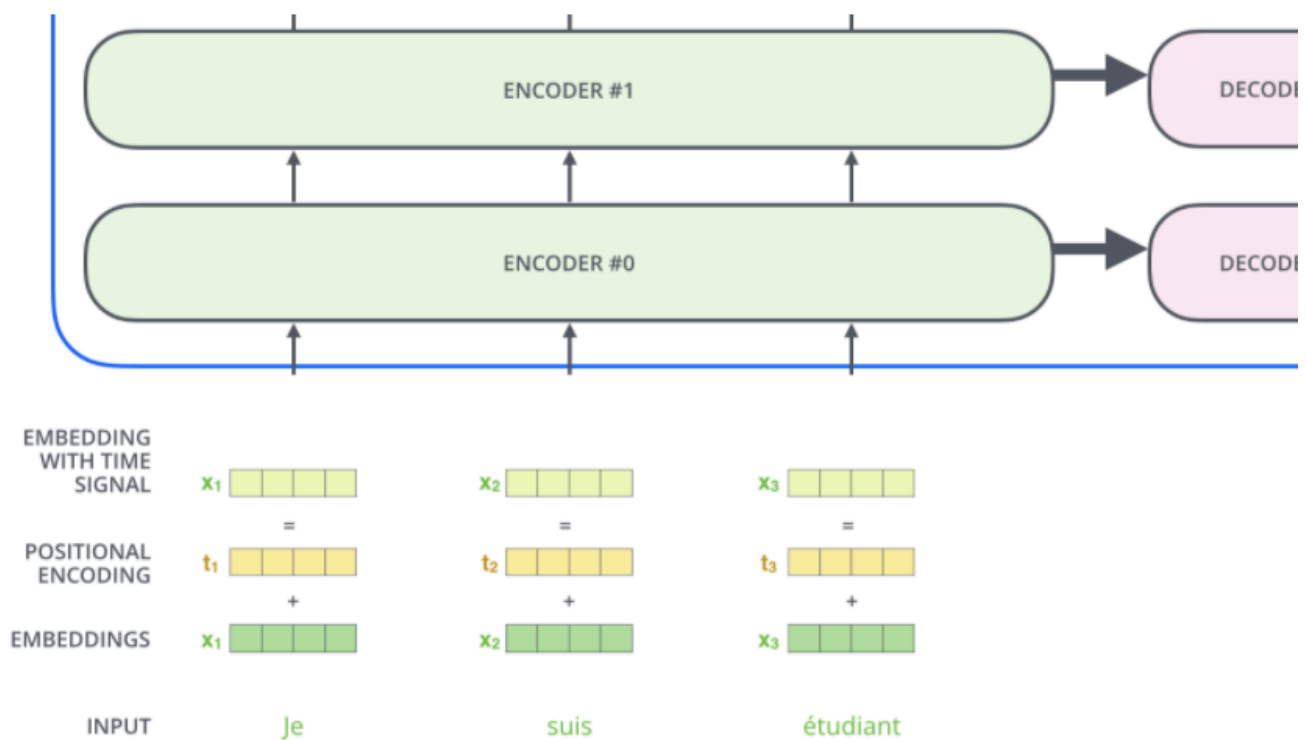 ENCODER #1
DECODE
ENCODER #0
DECODE
EMBEDDING
WITH TIME
SIGNAL
x₁
x₂
x₃
=
=
=
POSITIONAL
ENCODING
t₁
t₂
t₃
+
+
+
EMBEDDINGS
x₁
x₂
x₃
INPUT
Je
suis
étudiant